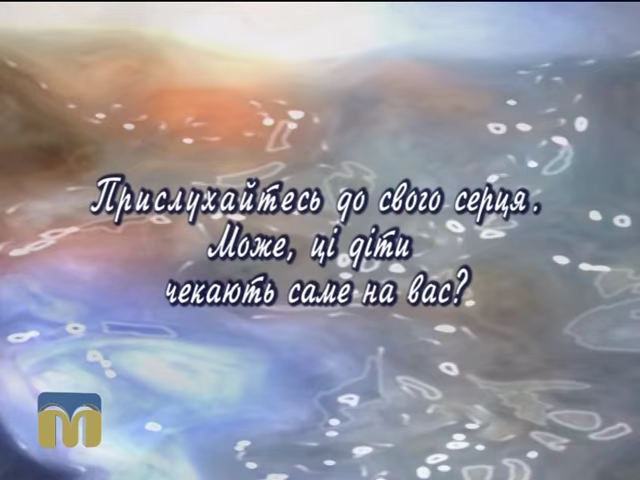 Прислухайтесь до свого серця.
Може, ці діти
чекають саме на вас?
M